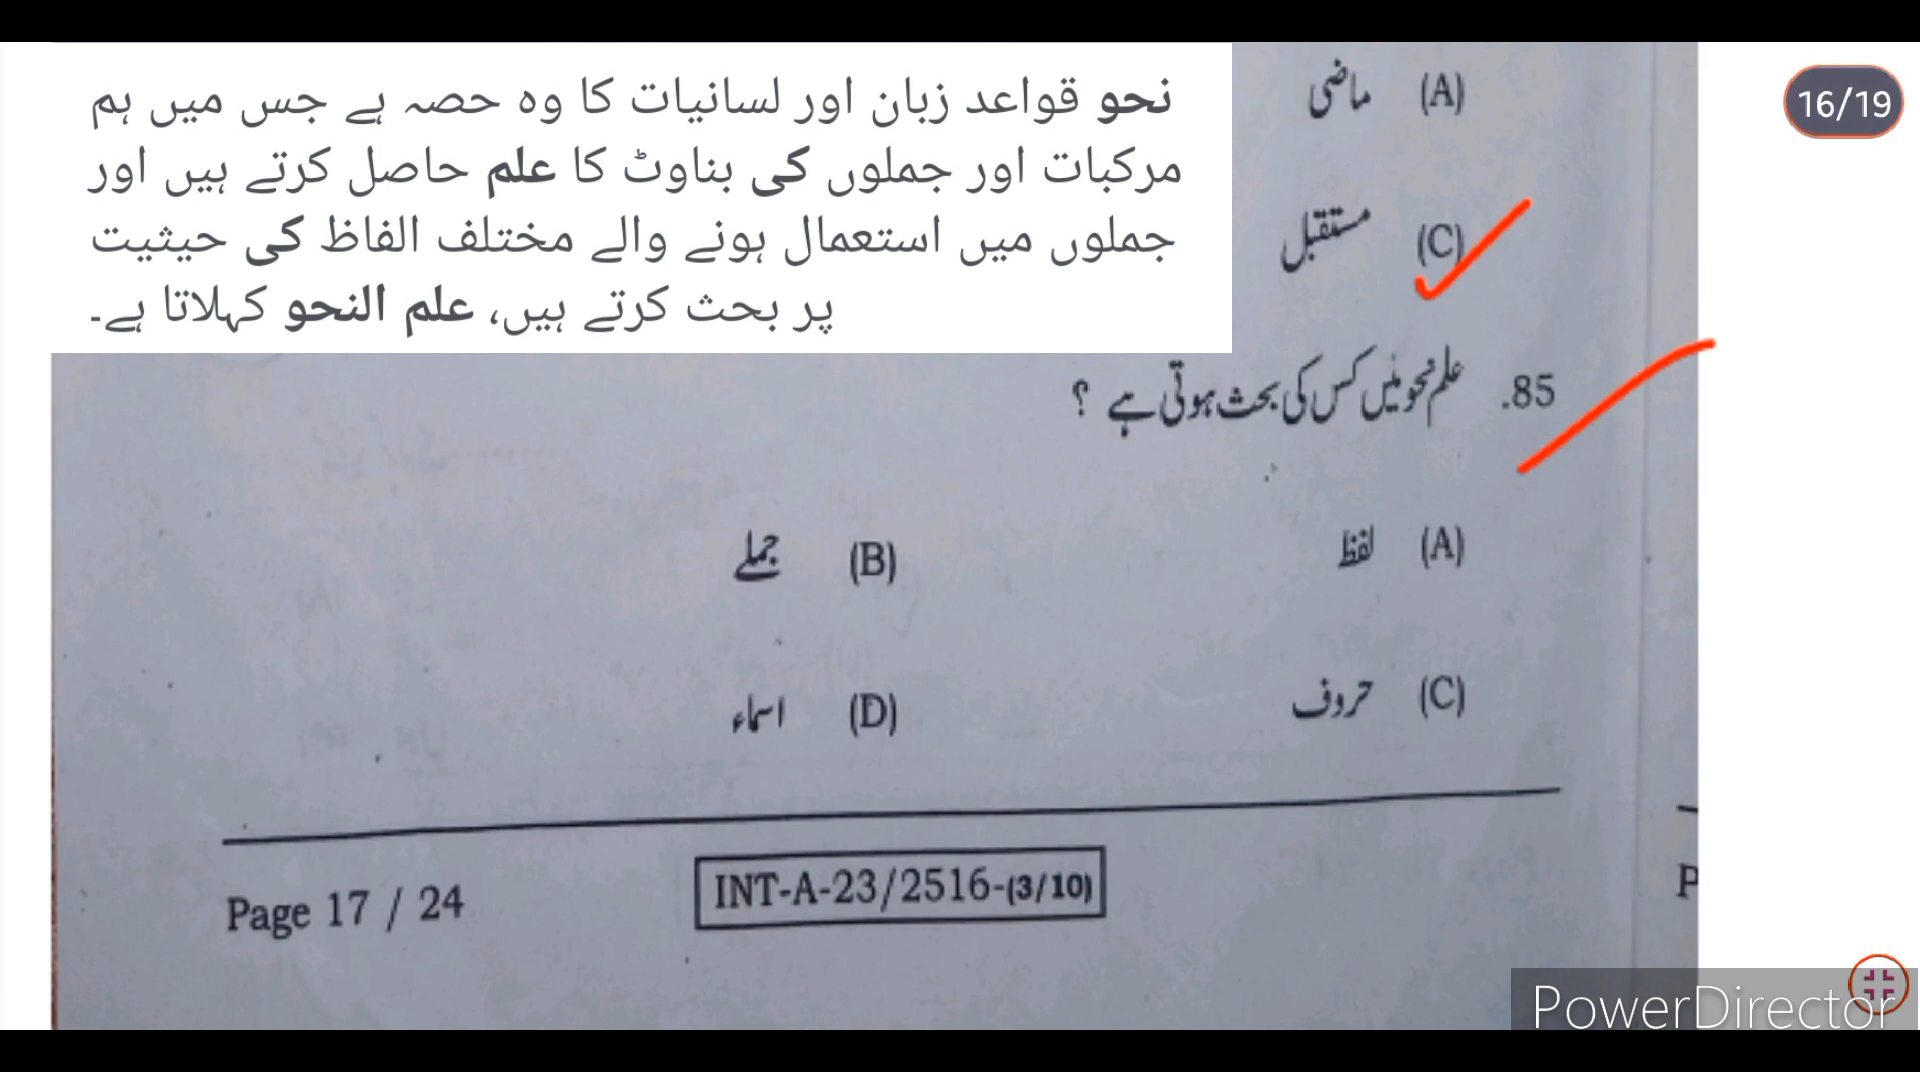 نحو قواعد زبان اور لسانیات کا وہ حصہ ہے جس میں ہم
مرکبات اور جملوں کی بناوٹ کا علم حاصل کرتے ہیں اور
جملوں میں استعمال ہونے والے مختلف الفاظ کی حیثیت
پر بحث کرتے ہیں، علم النحو کہلاتا ہے۔
16/19
(A) ماضی
(C) مستقبل
85. علم نحو میں کس کی بحث ہوتی ہے ؟
(A) لفظ (B) جملے
(C) حروف (D) اسماء
Page 17 / 24 INT-A-23/2516-(3/10)
P
PowerDirector